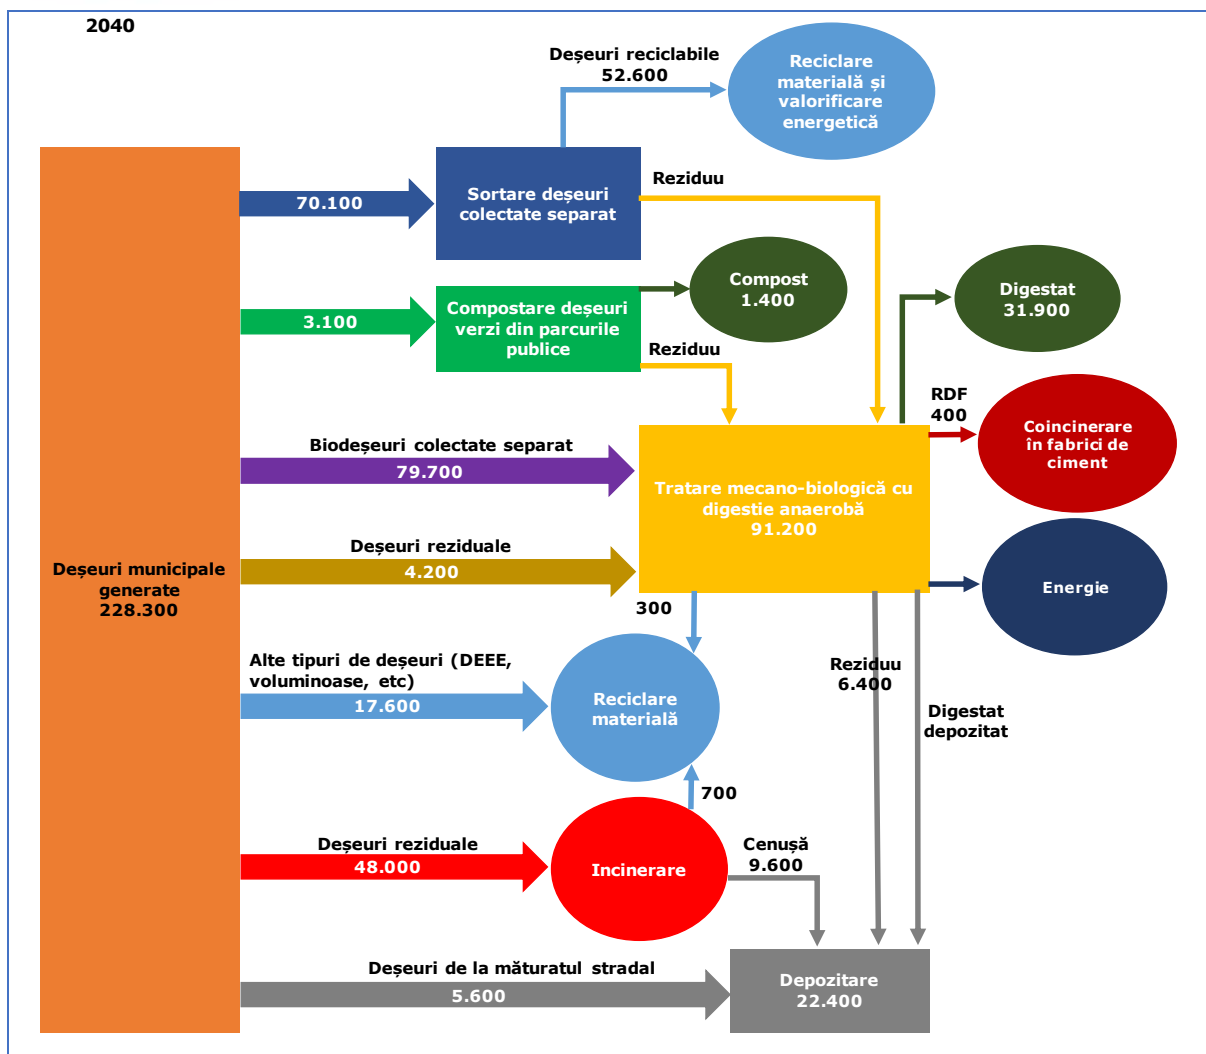 2040
Deșeuri reciclabile
52.600
Reciclare
materială și
valorificare
energetică
70.100
Sortare deșeuri
colectate separat
Reziduu
Compost
1.400
Digestat
31.900
3.100
Compostare deșeuri
verzi din parcurile
publice
Reziduu
RDF
400
Coincinerare
în fabrici de
ciment
Biodeșeuri colectate separat
79.700
Tratare mecano-biologică cu
digestie anaerobă
91.200
Deșeuri reziduale
4.200
Deșeuri municipale
generate
228.300
Energie
300
Alte tipuri de deșeuri (DEEE,
voluminoase, etc)
17.600
Reciclare
materială
Reziduu
6.400
Digestat
depozitat
700
Deșeuri reziduale
48.000
Incinerare
Cenușă
9.600
Deșeuri de la măturatul stradal
5.600
Depozitare
22.400